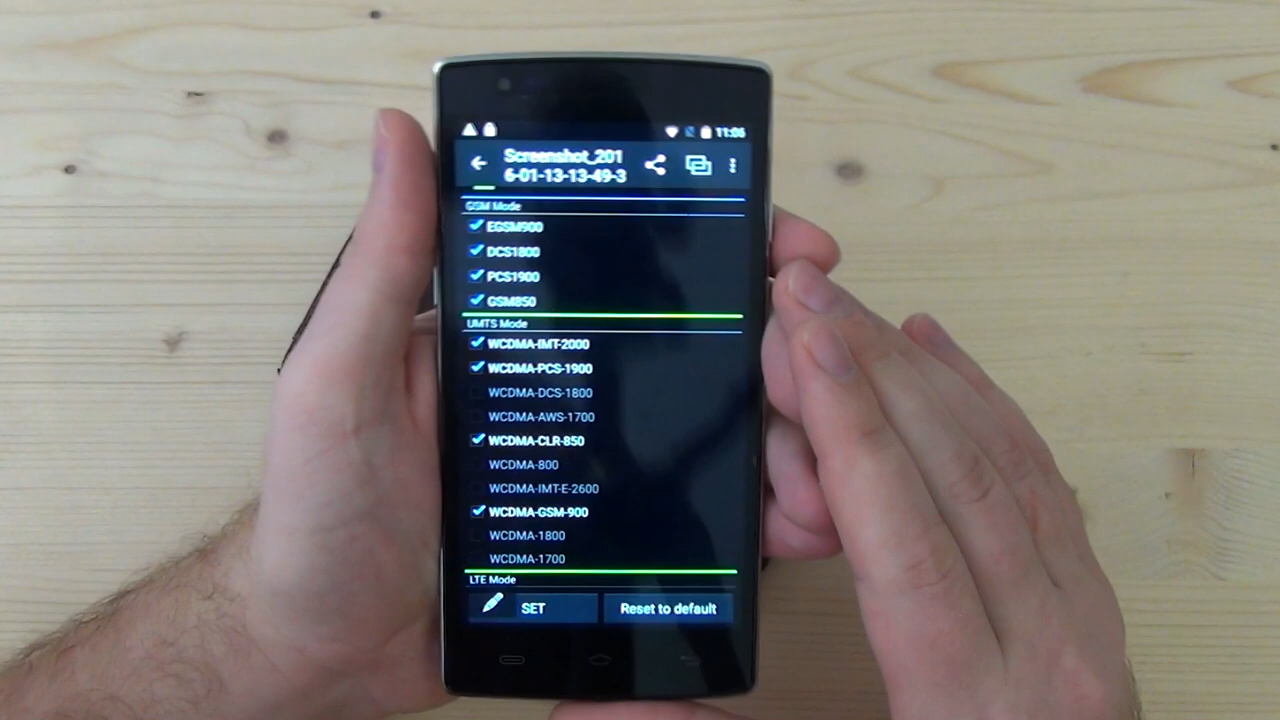 11:06
Screenshot_201
6-01-13-13-49-3
GSM Mode
EGSM900
DCS1800
PCS1900
GSM850
UMTS Mode
WCDMA-IMT-2000
WCDMA-PCS-1900
WCDMA-DCS-1800
WCDMA-AWS-1700
WCDMA-CLR-850
WCDMA-800
WCDMA-IMT-E-2600
WCDMA-GSM-900
WCDMA-1800
WCDMA-1700
LTE Mode
SET Reset to default